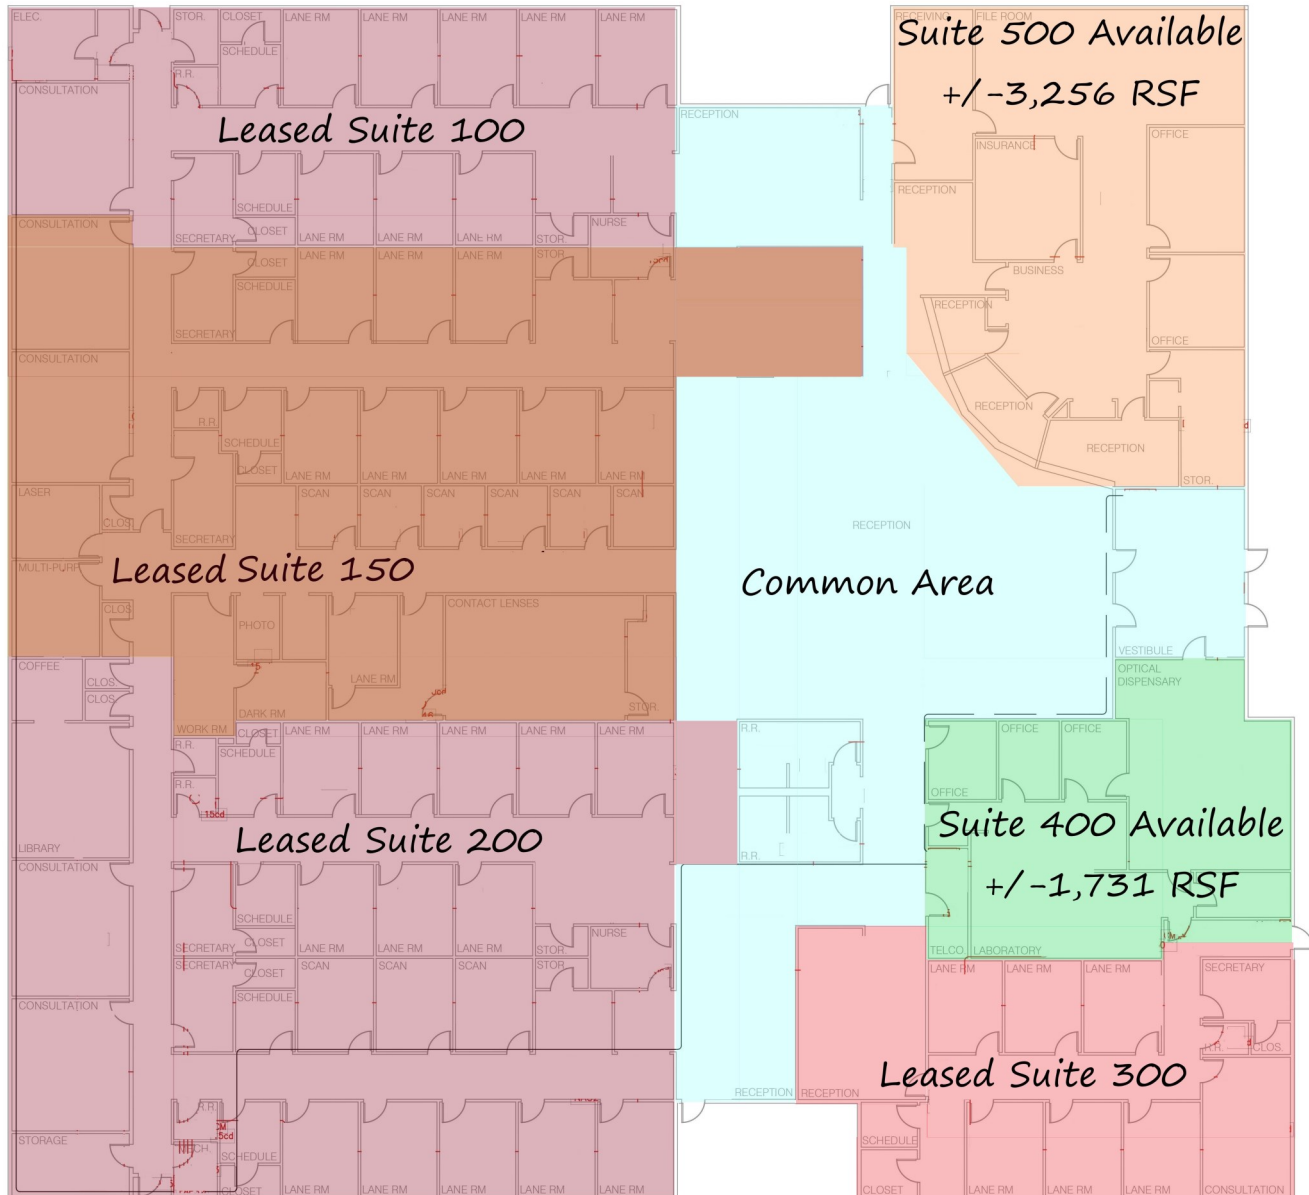 ELEC.
STOR.
CLOSET
LANE RM
LANE RM
LANE RM
LANE RM
LANE RM
RECEIVING
FILE ROOM
Suite 500 Available
+/-3,256 RSF
SCHEDULE
R.R.
CONSULTATION
Leased Suite 100
RECEPTION
OFFICE
INSURANCE
RECEPTION
SCHEDULE
CLOSET
SECRETARY
LANE RM
LANE RM
LANE RM
STOR.
NURSE
CONSULTATION
CLOSET
LANE RM
LANE RM
LANE RM
STOR.
SCHEDULE
SECRETARY
BUSINESS
RECEPTION
OFFICE
CONSULTATION
RECEPTION
R.R.
SCHEDULE
CLOSET
LANE RM
LANE RM
LANE RM
LANE RM
LANE RM
RECEPTION
STOR.
LASER
CLOS.
SCAN
SCAN
SCAN
SCAN
SCAN
SCAN
RECEPTION
SECRETARY
MULTI-PURP.
Leased Suite 150
Common Area
CLOS.
PHOTO
CONTACT LENSES
VESTIBULE
COFFEE
CLOS.
CLOS.
LANE RM
OPTICAL
DISPENSARY
DARK RM
STOR.
WORK RM
CLOSET
LANE RM
LANE RM
LANE RM
LANE RM
LANE RM
R.R.
OFFICE
OFFICE
R.R.
SCHEDULE
R.R.
OFFICE
15cd
LIBRARY
Leased Suite 200
R.R.
Suite 400 Available
+/-1,731 RSF
CONSULTATION
SCHEDULE
SECRETARY
CLOSET
LANE RM
LANE RM
LANE RM
STOR.
NURSE
TELCO.
LABORATORY
SECRETARY
CLOSET
SCAN
SCAN
SCAN
STOR.
LANE RM
LANE RM
LANE RM
SECRETARY
SCHEDULE
CONSULTATION
R.R.
CLOS.
Leased Suite 300
RECEPTION
RECEPTION
CONSULTATION
R.R.
STORAGE
MECH.
SCHEDULE
SCHEDULE
CLOSET
LANE RM
LANE RM
LANE RM
LANE RM
LANE RM
CLOSET
LANE RM
LANE RM
LANE RM
CONSULTATION